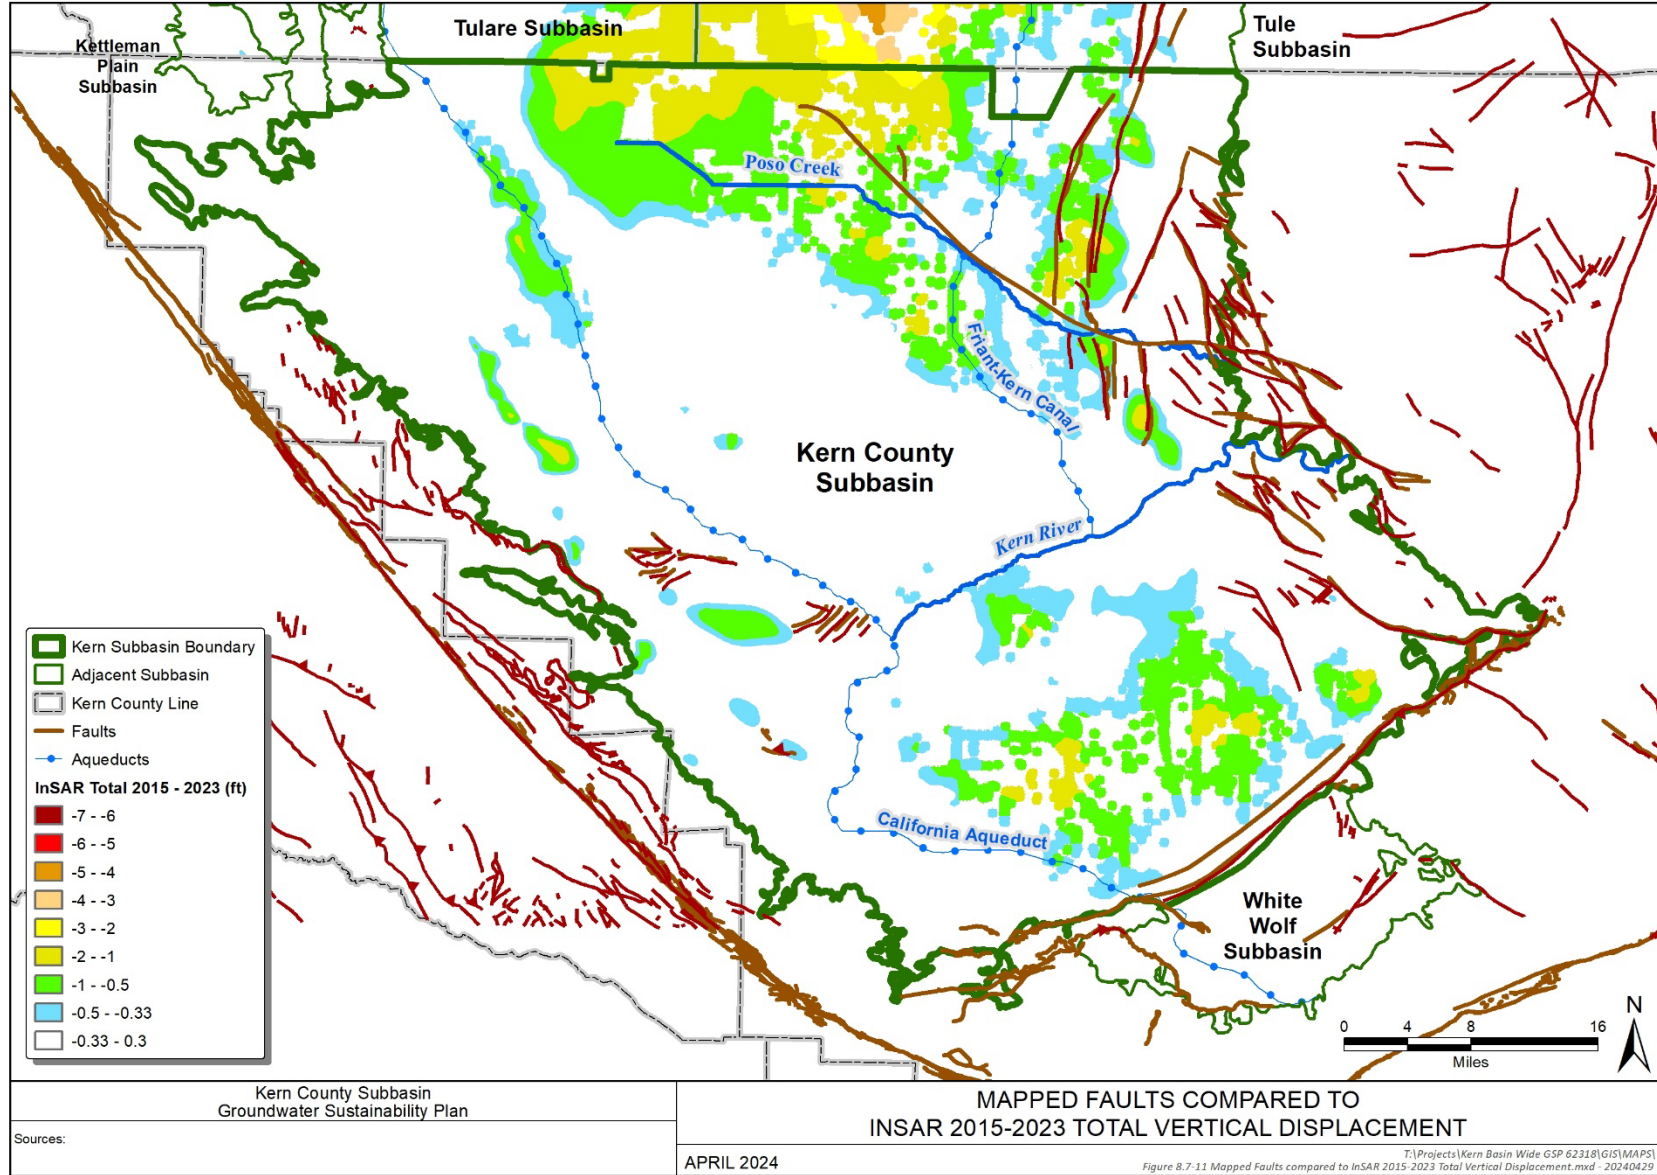 Tulare Subbasin
Tule
Subbasin
Kettleman
Plain
Subbasin
Poso Creek
Friant-Kern Canal
Kern County
Subbasin
Kern River
California Aqueduct
White
Wolf
Subbasin
Kern Subbasin Boundary
Adjacent Subbasin
Kern County Line
Faults
Aqueducts
InSAR Total 2015 - 2023 (ft)
-7 - -6
-6 - -5
-5 - -4
-4 - -3
-3 - -2
-2 - -1
-1 - -0.5
-0.5 - -0.33
-0.33 - 0.3
N
0 4 8 16
Miles
Kern County Subbasin
Groundwater Sustainability Plan
Sources:
MAPPED FAULTS COMPARED TO
INSAR 2015-2023 TOTAL VERTICAL DISPLACEMENT
APRIL 2024
T:\Projects\Kern Basin Wide GSP 62318\GIS\MAPS\
Figure 8.7-11 Mapped Faults compared to InSAR 2015-2023 Total Vertical Displacement.mxd - 20240429